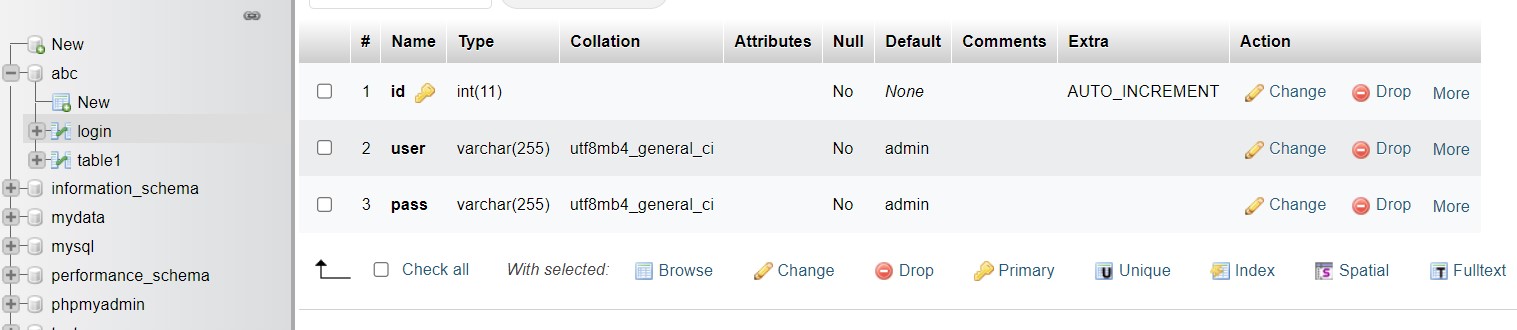 New
abc
New
login
table1
information_schema
mydata
mysql
performance_schema
phpmyadmin
# Name Type Collation Attributes Null Default Comments Extra Action
1 id int(11) No None AUTO_INCREMENT Change Drop More
2 user varchar(255) utf8mb4_general_ci No admin Change Drop More
3 pass varchar(255) utf8mb4_general_ci No admin Change Drop More
Check all With selected: Browse Change Drop Primary Unique Index Spatial Fulltext